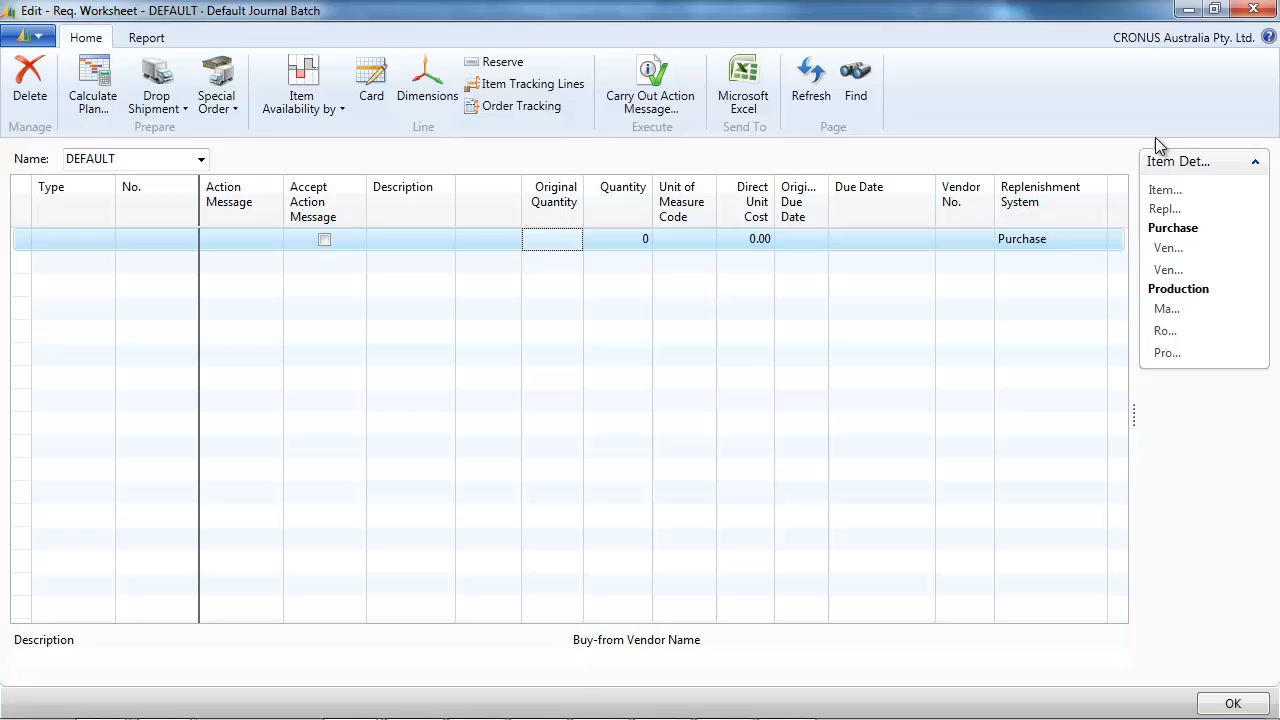 Edit - Req. Worksheet - DEFAULT · Default Journal Batch
Home
Report
CRONUS Australia Pty. Ltd.
Delete
Calculate
Plan...
Drop
Shipment
Special
Order
Item
Availability by
Card
Dimensions
Reserve
Item Tracking Lines
Order Tracking
Carry Out Action
Message...
Microsoft
Excel
Refresh
Find
Manage
Prepare
Line
Execute
Send To
Page
Name:
DEFAULT
Type
No.
Action
Message
Accept
Action
Message
Description
Original
Quantity
Quantity
Unit of
Measure
Code
Direct
Unit
Cost
Origi...
Due
Date
Due Date
Vendor
No.
Replenishment
System
0
0.00
Purchase
Item Det...
Item...
Repl...
Purchase
Ven...
Ven...
Production
Ma...
Ro...
Pro...
Description
Buy-from Vendor Name
OK